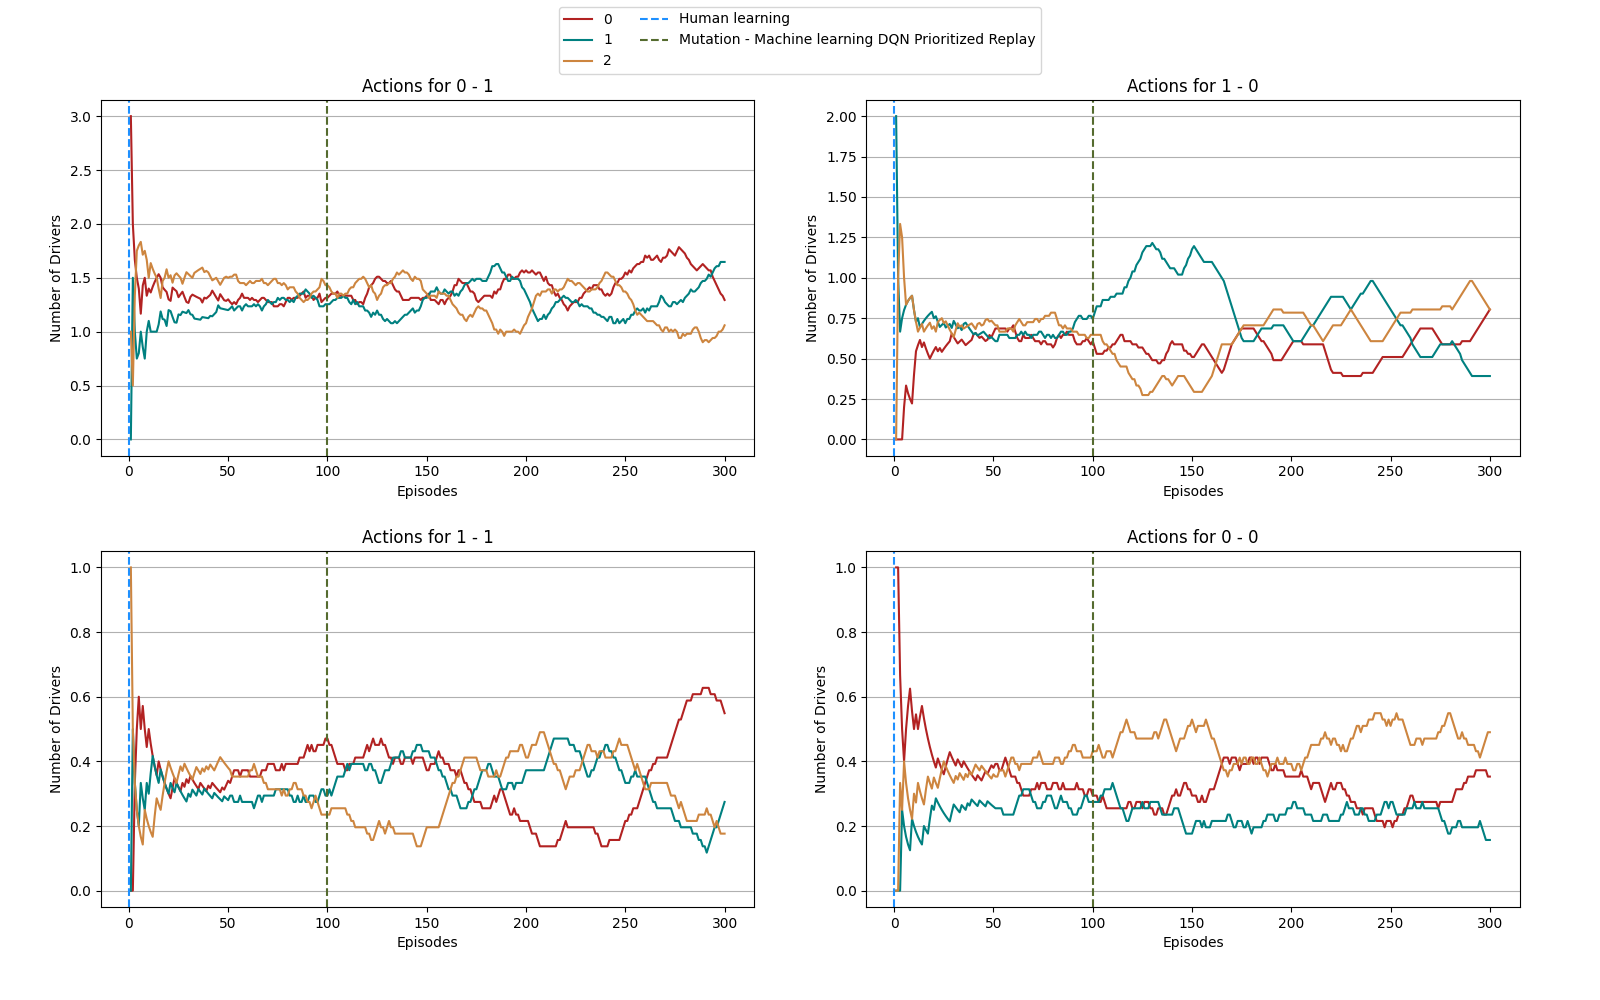 0
1
2
Human learning
Mutation - Machine learning DQN Prioritized Replay
Actions for 0 - 1
3.0
2.5
2.0
1.5
1.0
0.5
0.0
Number of Drivers
0 50 100 150 200 250 300
Episodes
Actions for 1 - 0
2.00
1.75
1.50
1.25
1.00
0.75
0.50
0.25
0.00
Number of Drivers
0 50 100 150 200 250 300
Episodes
Actions for 1 - 1
1.0
0.8
0.6
0.4
0.2
0.0
Number of Drivers
0 50 100 150 200 250 300
Episodes
Actions for 0 - 0
1.0
0.8
0.6
0.4
0.2
0.0
Number of Drivers
0 50 100 150 200 250 300
Episodes